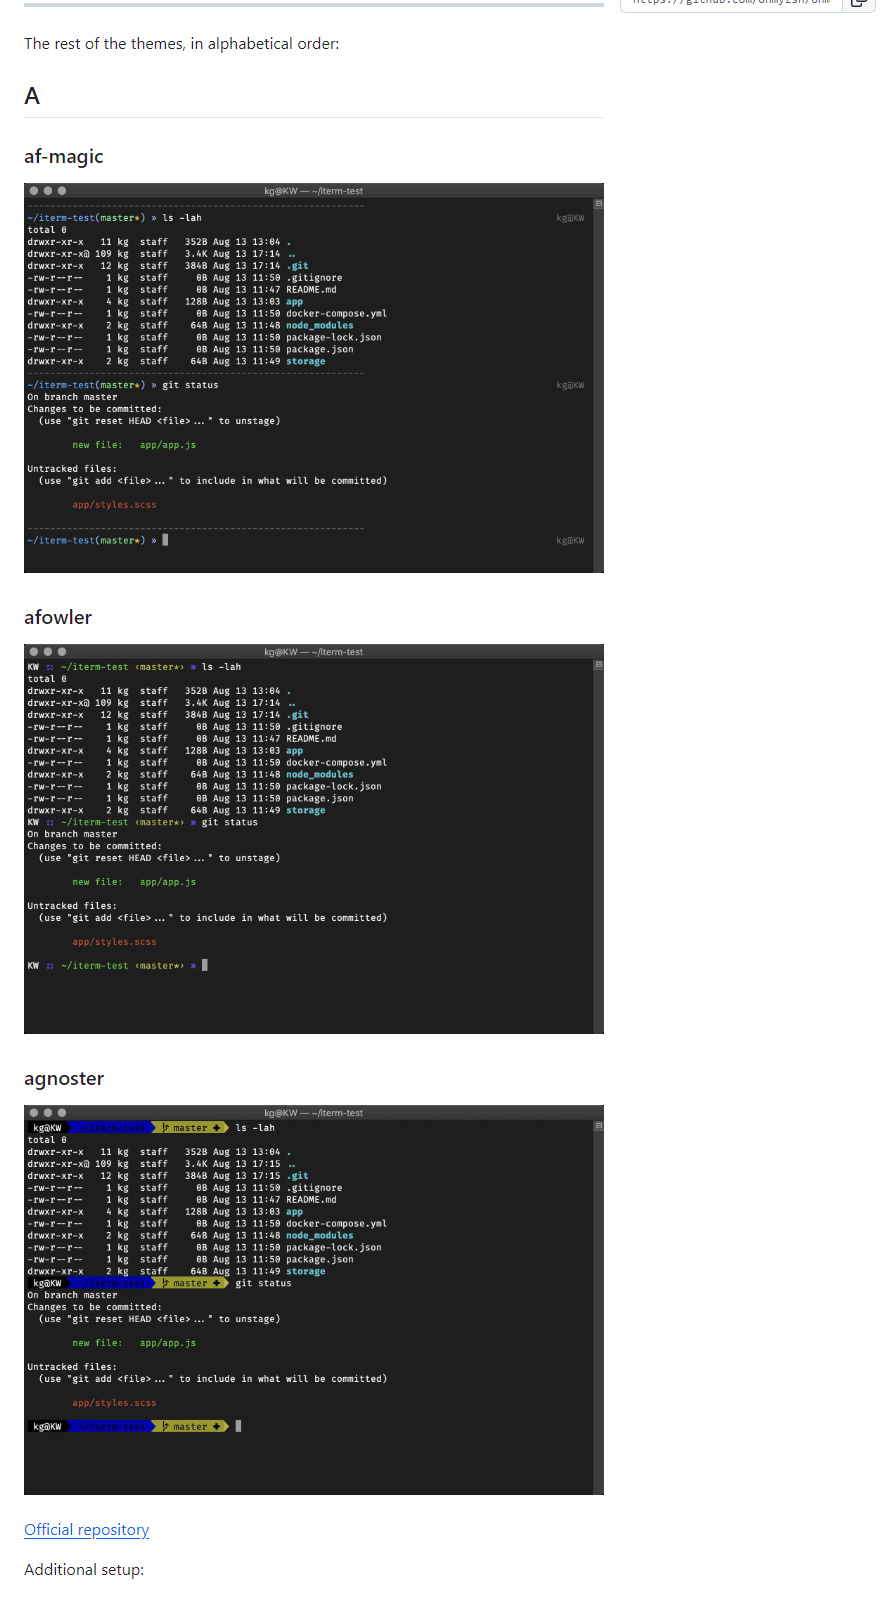 The rest of the themes, in alphabetical order:
A
af-magic
kg@KW — ~/iterm-test
~/iterm-test(master*) » ls -lah kg@KW
total 0
drwxr-xr-x 11 kg staff 352B Aug 13 13:04 .
drwxr-xr-x@ 109 kg staff 3.4K Aug 13 17:14 ..
drwxr-xr-x 12 kg staff 384B Aug 13 17:14 .git
-rw-r--r-- 1 kg staff 0B Aug 13 11:50 .gitignore
-rw-r--r-- 1 kg staff 0B Aug 13 11:47 README.md
drwxr-xr-x 4 kg staff 128B Aug 13 13:03 app
-rw-r--r-- 1 kg staff 0B Aug 13 11:50 docker-compose.yml
drwxr-xr-x 2 kg staff 64B Aug 13 11:48 node_modules
-rw-r--r-- 1 kg staff 0B Aug 13 11:50 package-lock.json
-rw-r--r-- 1 kg staff 0B Aug 13 11:50 package.json
drwxr-xr-x 2 kg staff 64B Aug 13 11:49 storage
~/iterm-test(master*) » git status kg@KW
On branch master
Changes to be committed:
(use "git reset HEAD <file>..." to unstage)
new file: app/app.js
Untracked files:
(use "git add <file>..." to include in what will be committed)
app/styles.scss
~/iterm-test(master*) » kg@KW
afowler
kg@KW — ~/iterm-test
KW :: ~/iterm-test ‹master*› » ls -lah
total 0
drwxr-xr-x 11 kg staff 352B Aug 13 13:04 .
drwxr-xr-x@ 109 kg staff 3.4K Aug 13 17:14 ..
drwxr-xr-x 12 kg staff 384B Aug 13 17:14 .git
-rw-r--r-- 1 kg staff 0B Aug 13 11:50 .gitignore
-rw-r--r-- 1 kg staff 0B Aug 13 11:47 README.md
drwxr-xr-x 4 kg staff 128B Aug 13 13:03 app
-rw-r--r-- 1 kg staff 0B Aug 13 11:50 docker-compose.yml
drwxr-xr-x 2 kg staff 64B Aug 13 11:48 node_modules
-rw-r--r-- 1 kg staff 0B Aug 13 11:50 package-lock.json
-rw-r--r-- 1 kg staff 0B Aug 13 11:50 package.json
drwxr-xr-x 2 kg staff 64B Aug 13 11:49 storage
KW :: ~/iterm-test ‹master*› » git status
On branch master
Changes to be committed:
(use "git reset HEAD <file>..." to unstage)
new file: app/app.js
Untracked files:
(use "git add <file>..." to include in what will be committed)
app/styles.scss
KW :: ~/iterm-test ‹master*› »
agnoster
kg@KW — ~/iterm-test
kg@KW ~/iterm-test master + ls -lah
total 0
drwxr-xr-x 11 kg staff 352B Aug 13 13:04 .
drwxr-xr-x@ 109 kg staff 3.4K Aug 13 17:15 ..
drwxr-xr-x 12 kg staff 384B Aug 13 17:15 .git
-rw-r--r-- 1 kg staff 0B Aug 13 11:50 .gitignore
-rw-r--r-- 1 kg staff 0B Aug 13 11:47 README.md
drwxr-xr-x 4 kg staff 128B Aug 13 13:03 app
-rw-r--r-- 1 kg staff 0B Aug 13 11:50 docker-compose.yml
drwxr-xr-x 2 kg staff 64B Aug 13 11:48 node_modules
-rw-r--r-- 1 kg staff 0B Aug 13 11:50 package-lock.json
-rw-r--r-- 1 kg staff 0B Aug 13 11:50 package.json
drwxr-xr-x 2 kg staff 64B Aug 13 11:49 storage
kg@KW ~/iterm-test master + git status
On branch master
Changes to be committed:
(use "git reset HEAD <file>..." to unstage)
new file: app/app.js
Untracked files:
(use "git add <file>..." to include in what will be committed)
app/styles.scss
kg@KW ~/iterm-test master +
Official repository
Additional setup: